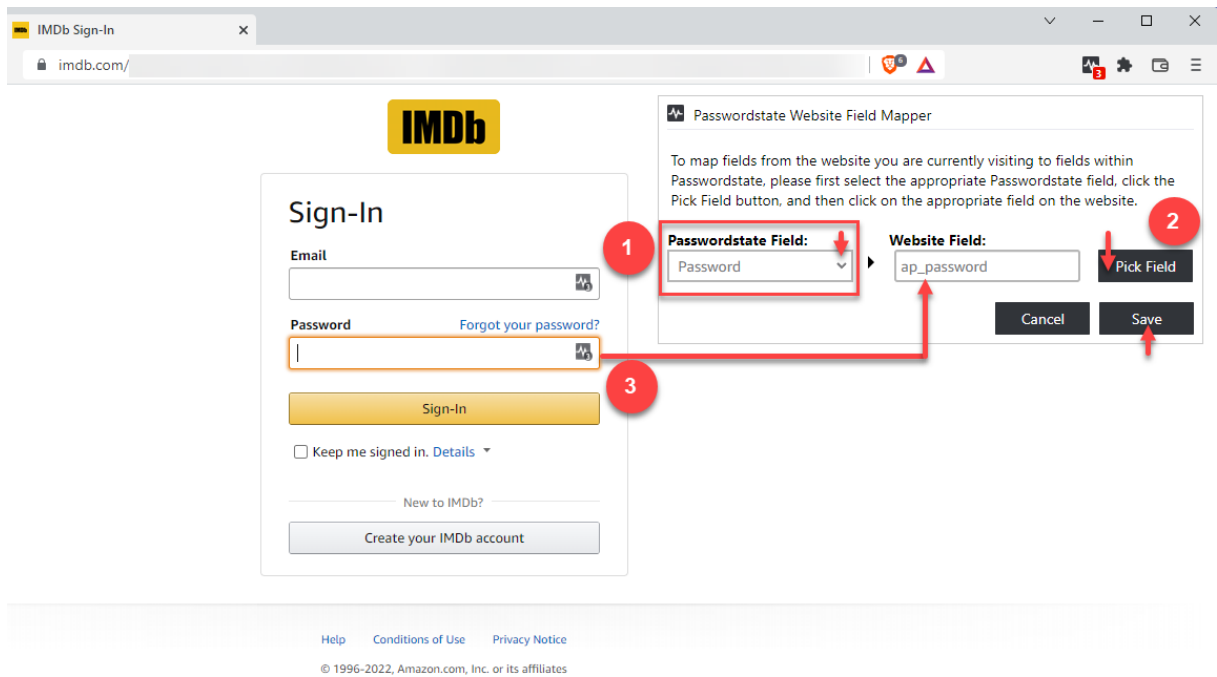 IMDb Sign-In
imdb.com/
6
3
IMDb
Sign-In
Email
Password
Forgot your password?
3
Sign-In
Keep me signed in. Details
New to IMDb?
Create your IMDb account
Passwordstate Website Field Mapper
To map fields from the website you are currently visiting to fields within
Passwordstate, please first select the appropriate Passwordstate field, click the
Pick Field button, and then click on the appropriate field on the website.
1
2
Passwordstate Field:
Website Field:
Password
ap_password
Pick Field
Cancel
Save
Help
Conditions of Use
Privacy Notice
© 1996-2022, Amazon.com, Inc. or its affiliates